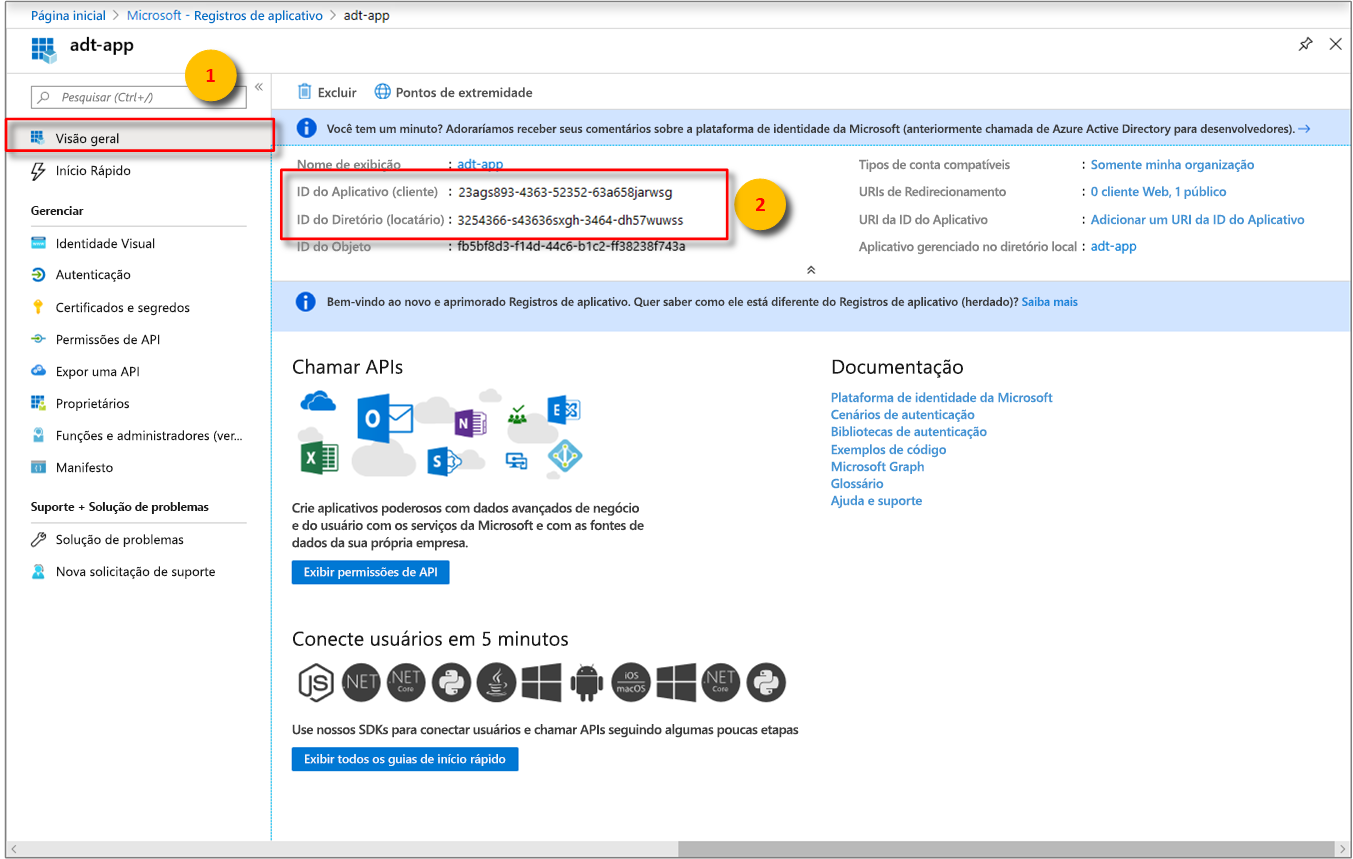 Página inicial > Microsoft - Registros de aplicativo > adt-app
adt-app
1
Pesquisar (Ctrl+/)
«
Visão geral
Início Rápido
Gerenciar
Identidade Visual
Autenticação
Certificados e segredos
Permissões de API
Expor uma API
Proprietários
Funções e administradores (ver...
Manifesto
Suporte + Solução de problemas
Solução de problemas
Nova solicitação de suporte
Excluir Pontos de extremidade
Você tem um minuto? Adoraríamos receber seus comentários sobre a plataforma de identidade da Microsoft (anteriormente chamada de Azure Active Directory para desenvolvedores). →
Nome de exibição : adt-app
ID do Aplicativo (cliente) : 23ags893-4363-52352-63a658jarwsg
ID do Diretório (locatário) : 3254366-s43636sxgh-3464-dh57wuwss
ID do Objeto : fb5bf8d3-f14d-44c6-b1c2-ff38238f743a
2
Tipos de conta compatíveis : Somente minha organização
URIs de Redirecionamento : 0 cliente Web, 1 público
URI da ID do Aplicativo : Adicionar um URI da ID do Aplicativo
Aplicativo gerenciado no diretório local : adt-app
Bem-vindo ao novo e aprimorado Registros de aplicativo. Quer saber como ele está diferente do Registros de aplicativo (herdado)? Saiba mais
Chamar APIs
O
N
E
X
S
Crie aplicativos poderosos com dados avançados de negócio
e do usuário com os serviços da Microsoft e com as fontes de
dados da sua própria empresa.
Exibir permissões de API
Documentação
Plataforma de identidade da Microsoft
Cenários de autenticação
Bibliotecas de autenticação
Exemplos de código
Microsoft Graph
Glossário
Ajuda e suporte
Conecte usuários em 5 minutos
JS .NET .NET Core iOS macOS .NET Core
Use nossos SDKs para conectar usuários e chamar APIs seguindo algumas poucas etapas
Exibir todos os guias de início rápido